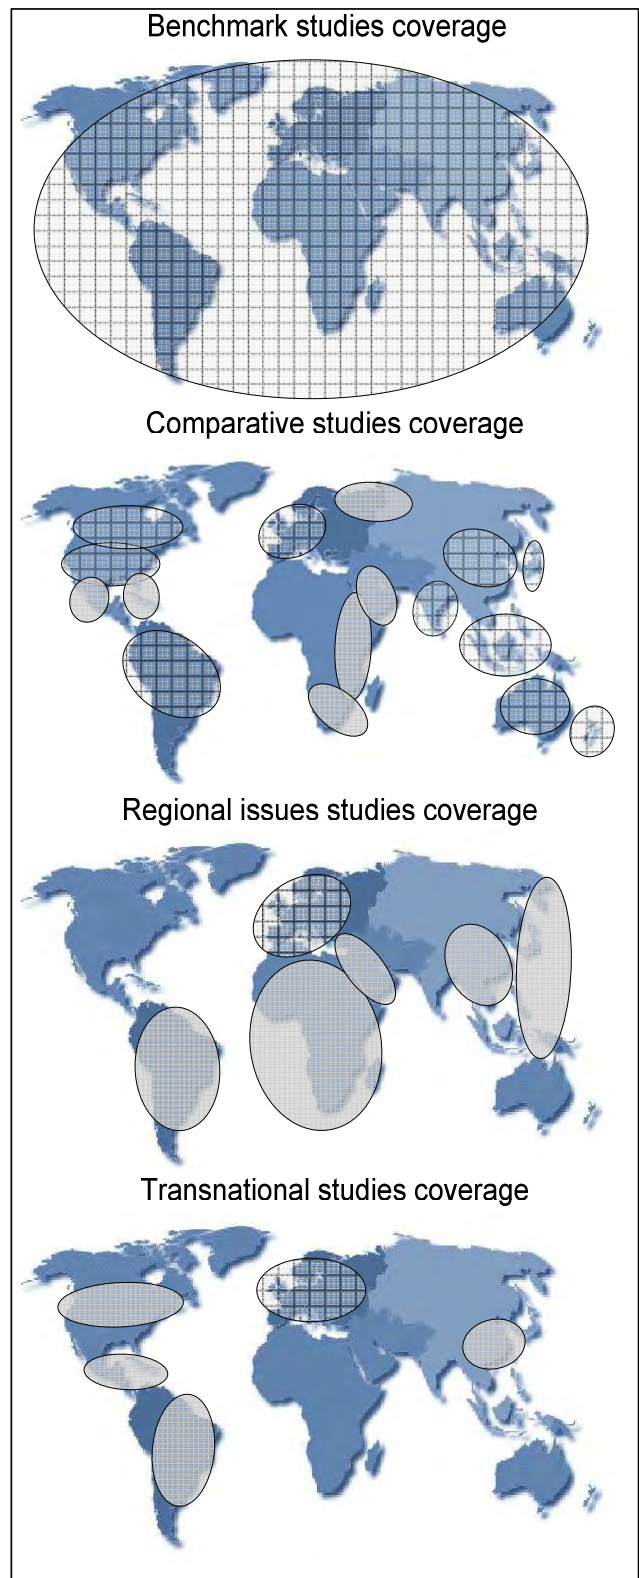 Benchmark studies coverage
Comparative studies coverage
Regional issues studies coverage
Transnational studies coverage